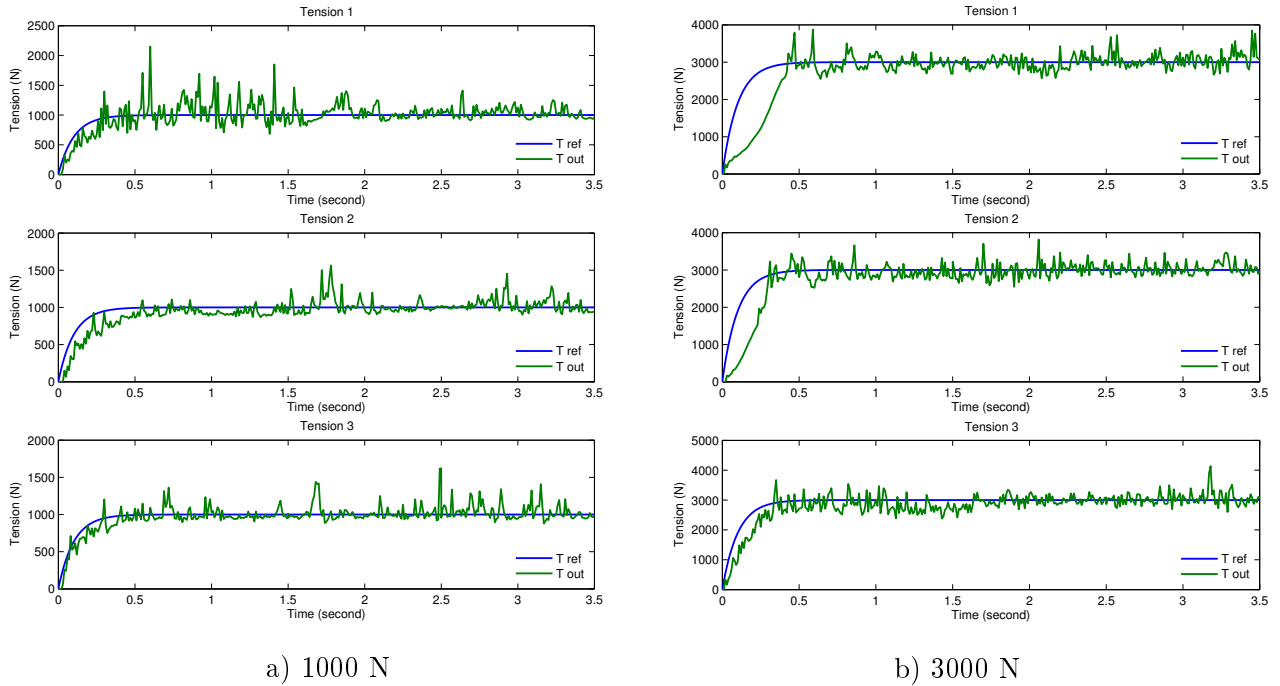 Tension 1
2500
2000
1500
1000
500
0
Tension (N)
T ref
T out
0 0.5 1 1.5 2 2.5 3 3.5
Time (second)
Tension 2
2000
1500
1000
500
0
Tension (N)
T ref
T out
0 0.5 1 1.5 2 2.5 3 3.5
Time (second)
Tension 3
2000
1500
1000
500
0
Tension (N)
T ref
T out
0 0.5 1 1.5 2 2.5 3 3.5
Time (second)
a) 1000 N
Tension 1
4000
3000
2000
1000
0
Tension (N)
T ref
T out
0 0.5 1 1.5 2 2.5 3 3.5
Time (second)
Tension 2
4000
3000
2000
1000
0
Tension (N)
T ref
T out
0 0.5 1 1.5 2 2.5 3 3.5
Time (second)
Tension 3
5000
4000
3000
2000
1000
0
Tension (N)
T ref
T out
0 0.5 1 1.5 2 2.5 3 3.5
Time (second)
b) 3000 N